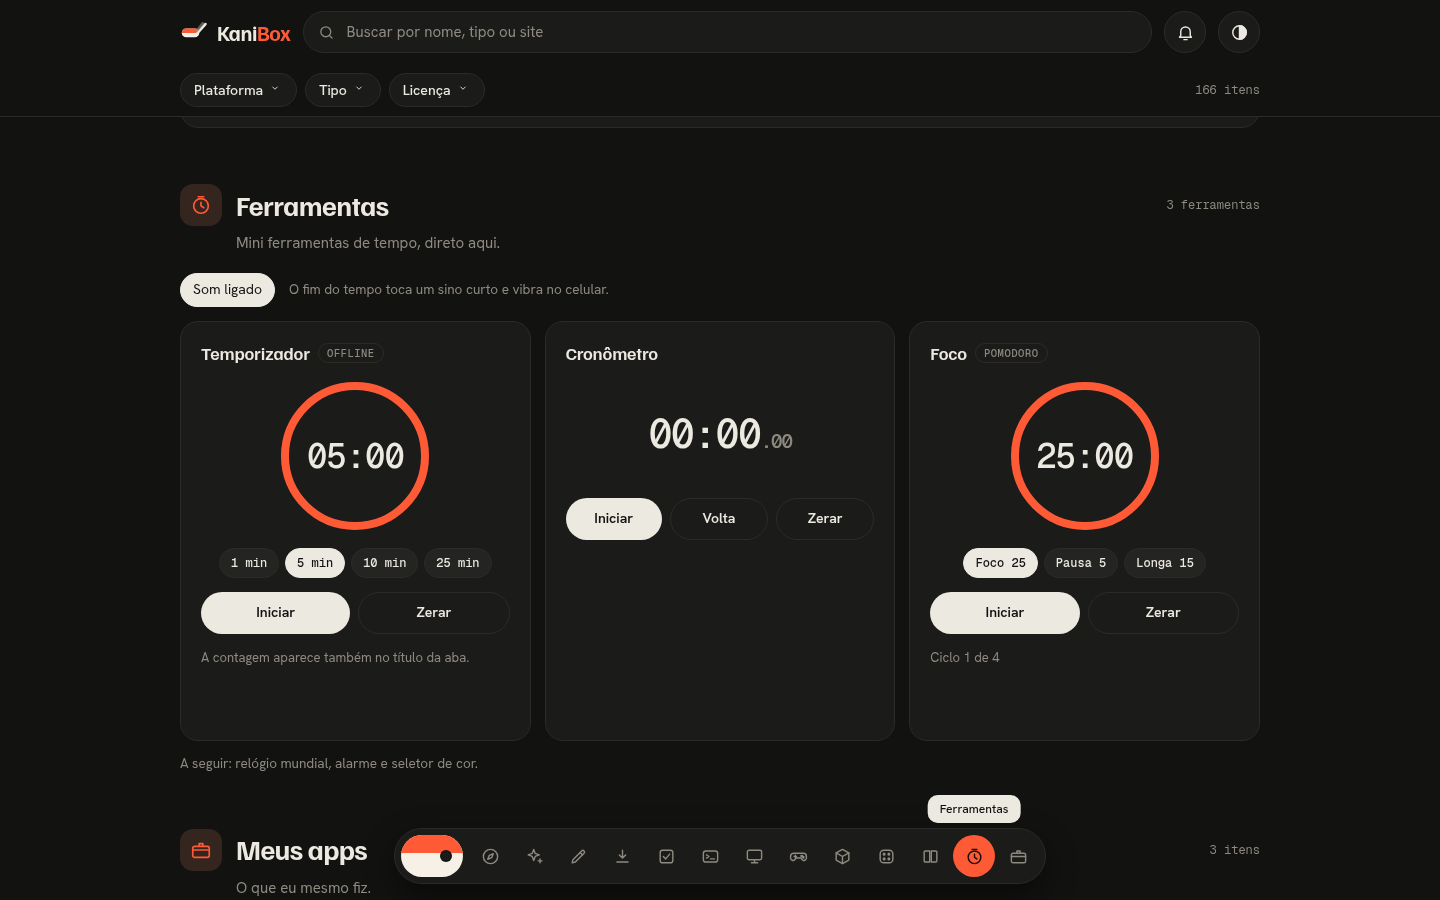 KaniBox
Buscar por nome, tipo ou site
Plataforma
Tipo
Licença
166 itens
Ferramentas
3 ferramentas
Mini ferramentas de tempo, direto aqui.
Som ligado
O fim do tempo toca um sino curto e vibra no celular.
Temporizador
OFFLINE
05:00
1 min
5 min
10 min
25 min
Iniciar
Zerar
A contagem aparece também no título da aba.
Cronômetro
00:00.00
Iniciar
Volta
Zerar
Foco
POMODORO
25:00
Foco 25
Pausa 5
Longa 15
Iniciar
Zerar
Ciclo 1 de 4
A seguir: relógio mundial, alarme e seletor de cor.
Ferramentas
Meus apps
3 itens
O que eu mesmo fiz.